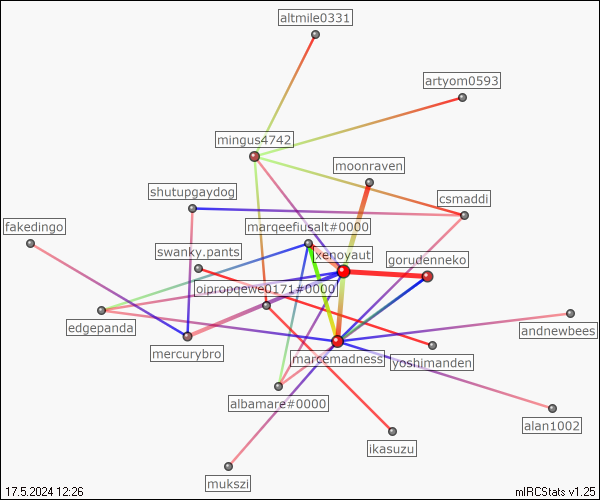 altmile0331
artyom0593
mingus4742
moonraven
shutupgaydog
csmaddi
marqeefiusalt#0000
fakedingo
swanky.pants
xenoyaut
gorudenneko
ojpropqewe0171#0000
edgepanda
andnewbees
mercurybro
marcemadness
yoshimanden
albamare#0000
alan1002
ikasuzu
mukszi
17.5.2024 12:26
mIRCStats v1.25